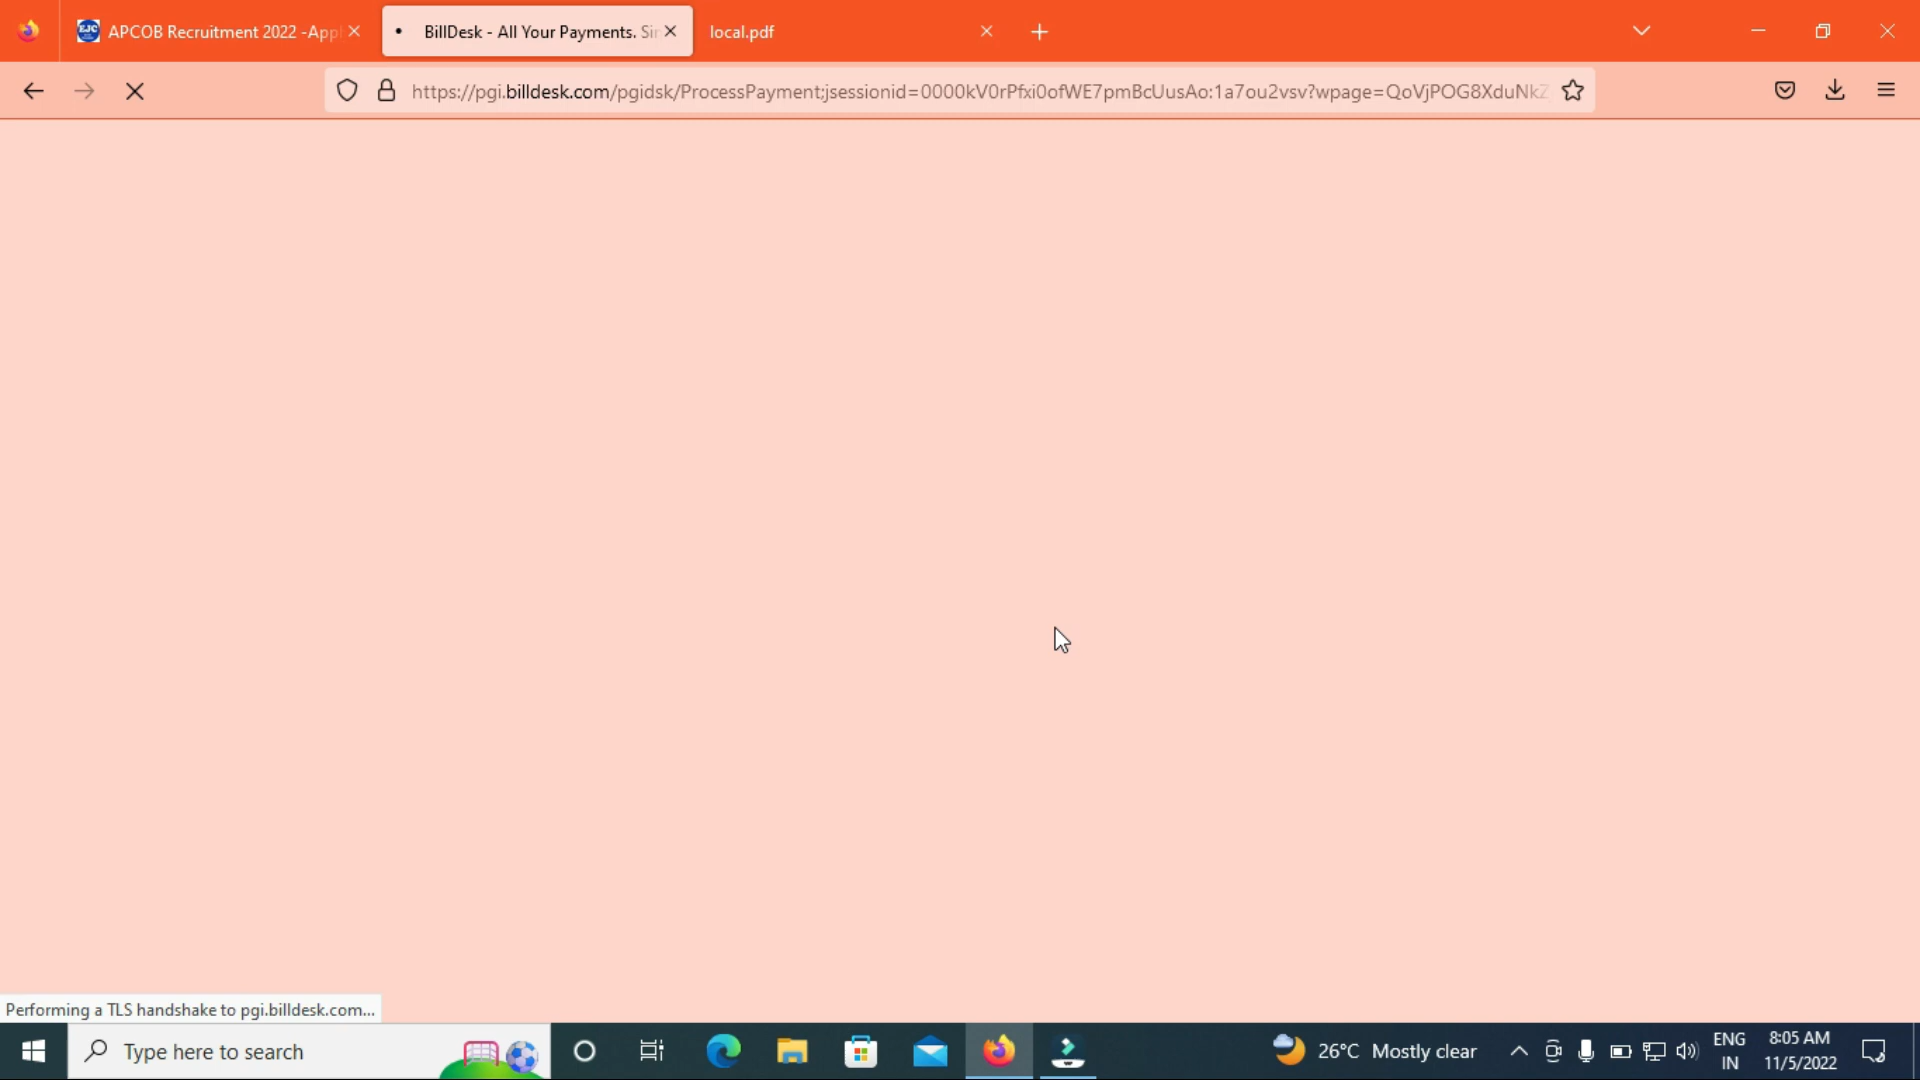 EJC APCOB Recruitment 2022 -Appl
BillDesk - All Your Payments. Sin
local.pdf
https://pgi.billdesk.com/pgidsk/ProcessPayment;jsessionid=0000kV0rPfxi0ofWE7pmBcUusAo:1a7ou2vsv?wpage=QoVjPOG8XduNkZ
Performing a TLS handshake to pgi.billdesk.com...
Type here to search
26°C Mostly clear
ENG
IN
8:05 AM
11/5/2022